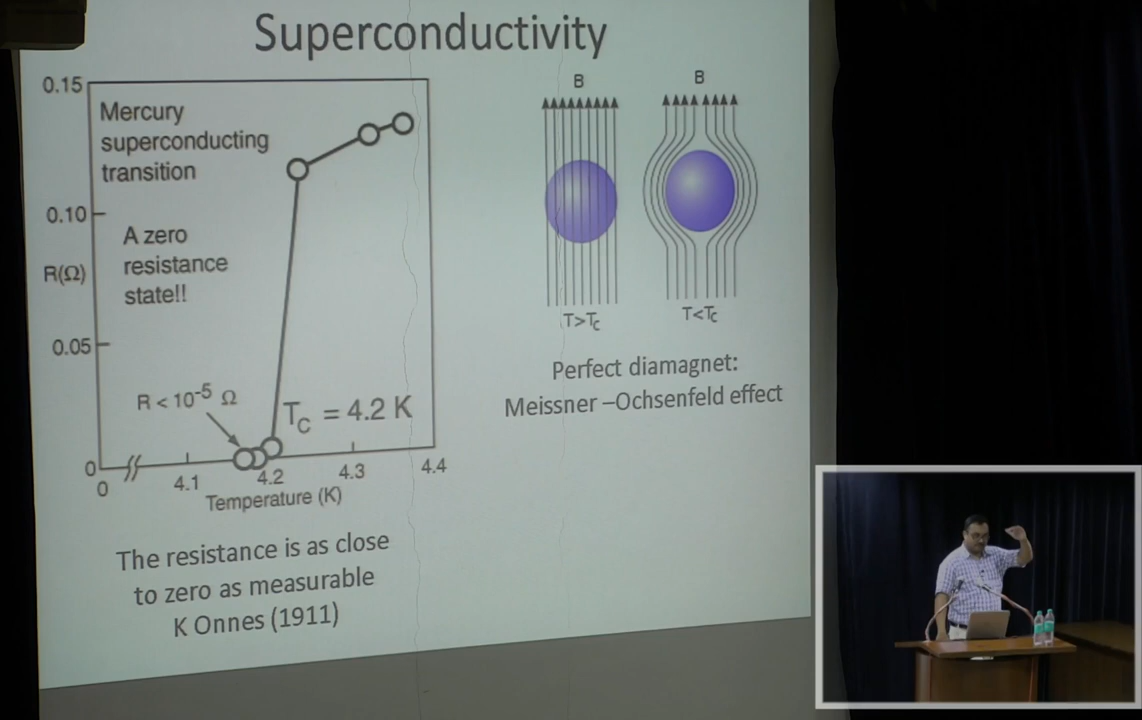 Superconductivity
0.15
Mercury
superconducting
transition
0.10
A zero
resistance
state!!
R(Ω)
0.05
R < 10⁻⁵ Ω
T_C = 4.2 K
0
0
4.1
4.2
4.3
4.4
Temperature (K)
The resistance is as close
to zero as measurable
K Onnes (1911)
B
B
T>T_C
T<T_C
Perfect diamagnet:
Meissner –Ochsenfeld effect